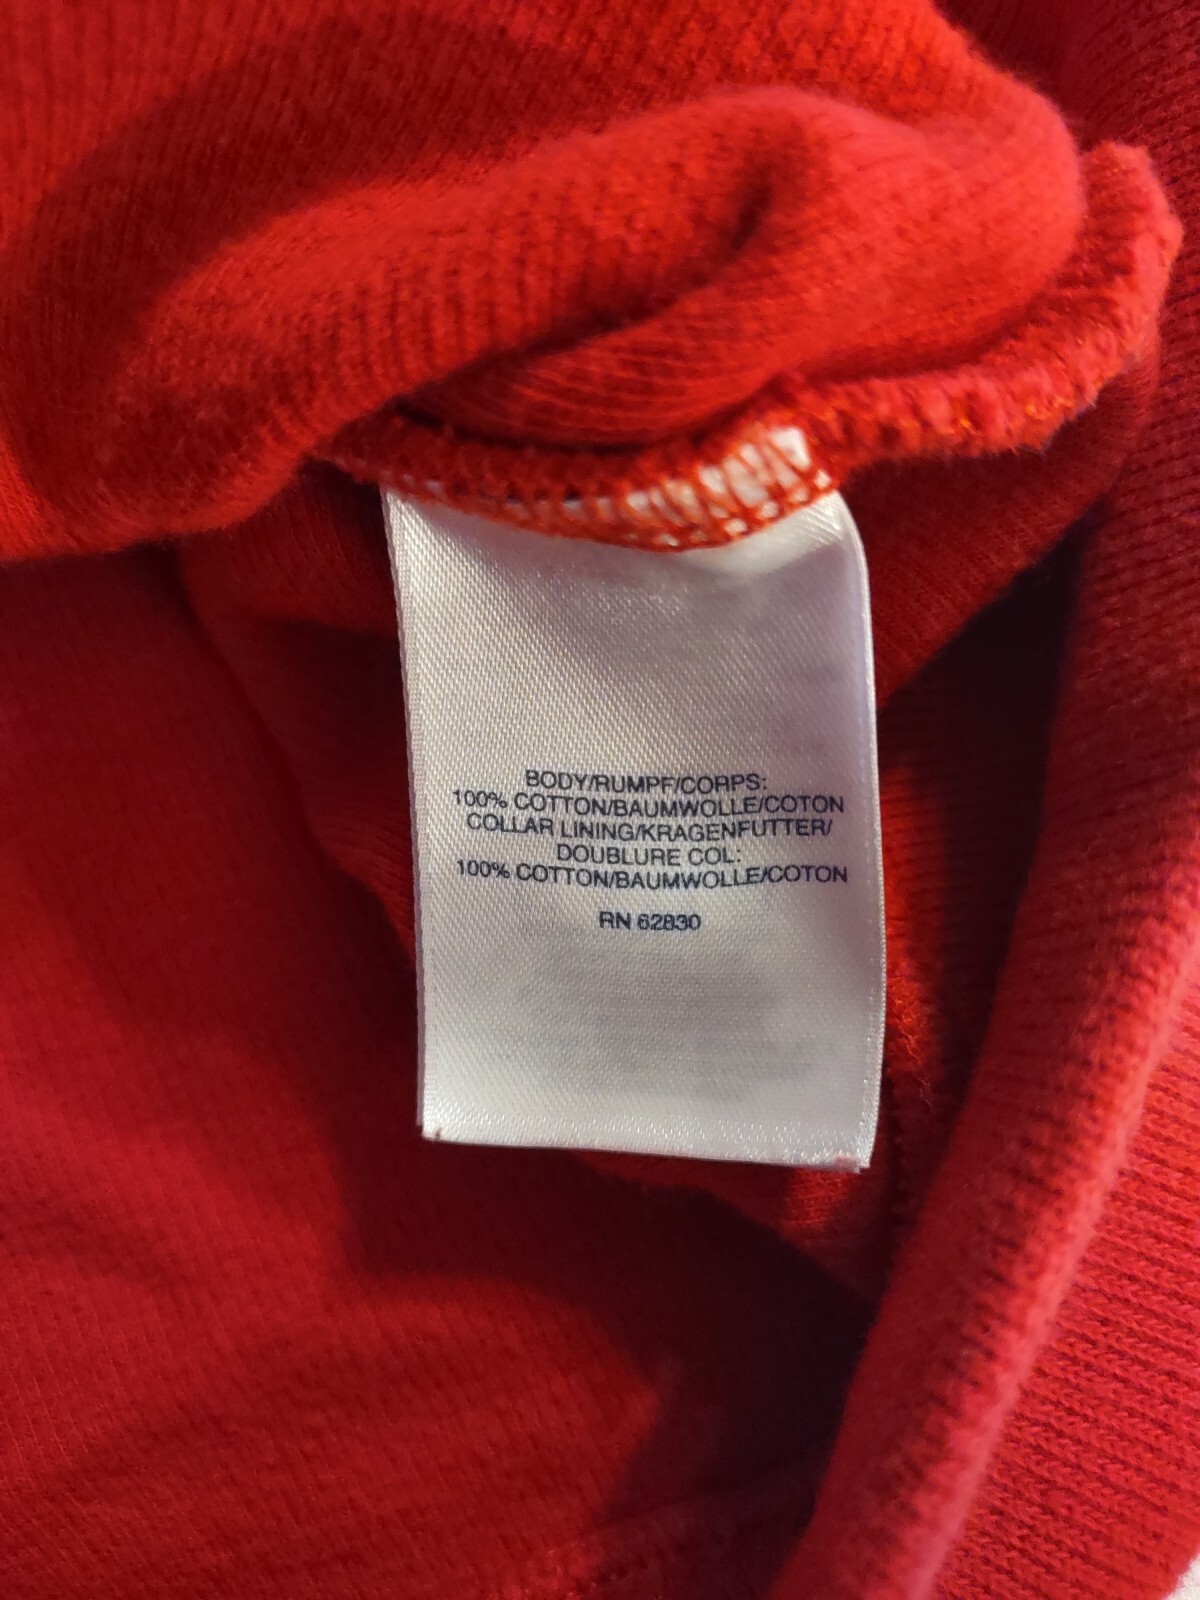 BODY/RUMPF/CORPS:
100% COTTON/BAUMWOLLE/COTON
COLLAR LINING/KRAGENFUTTER/
DOUBLURE COL:
100% COTTON/BAUMWOLLE/COTON
RN 62830